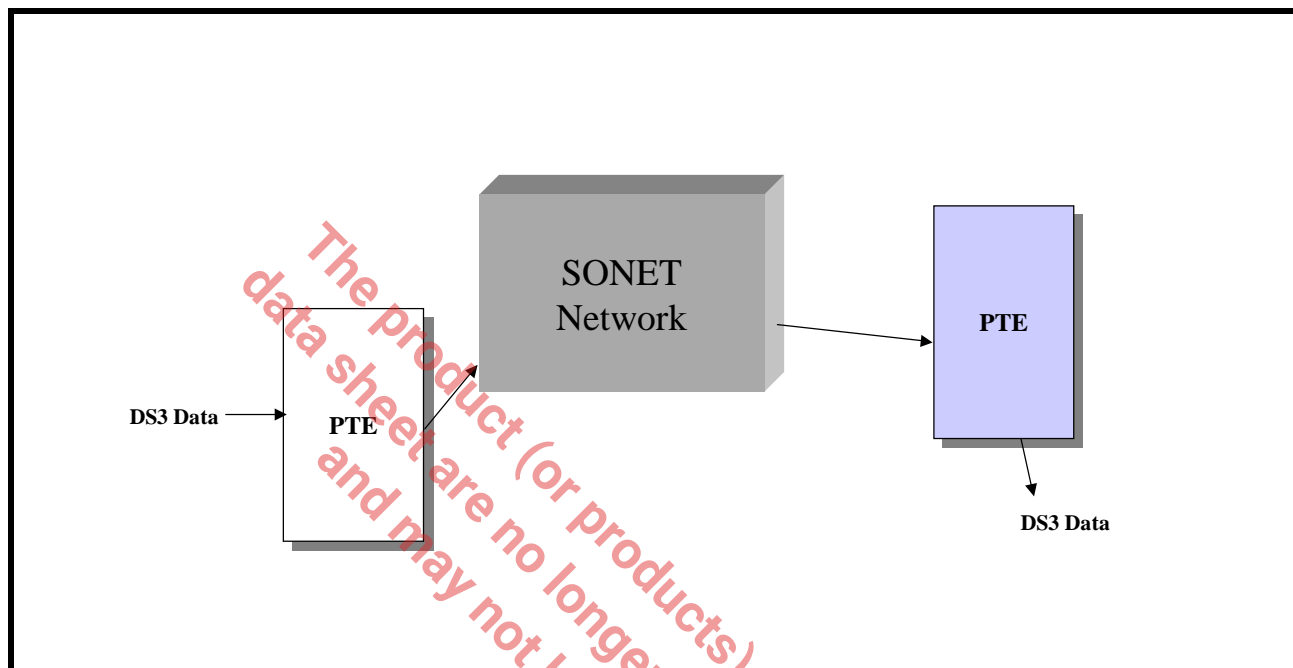 SONET
Network
PTE
DS3 Data
PTE
DS3 Data
The product (or products)
data sheet are no longer
and may not